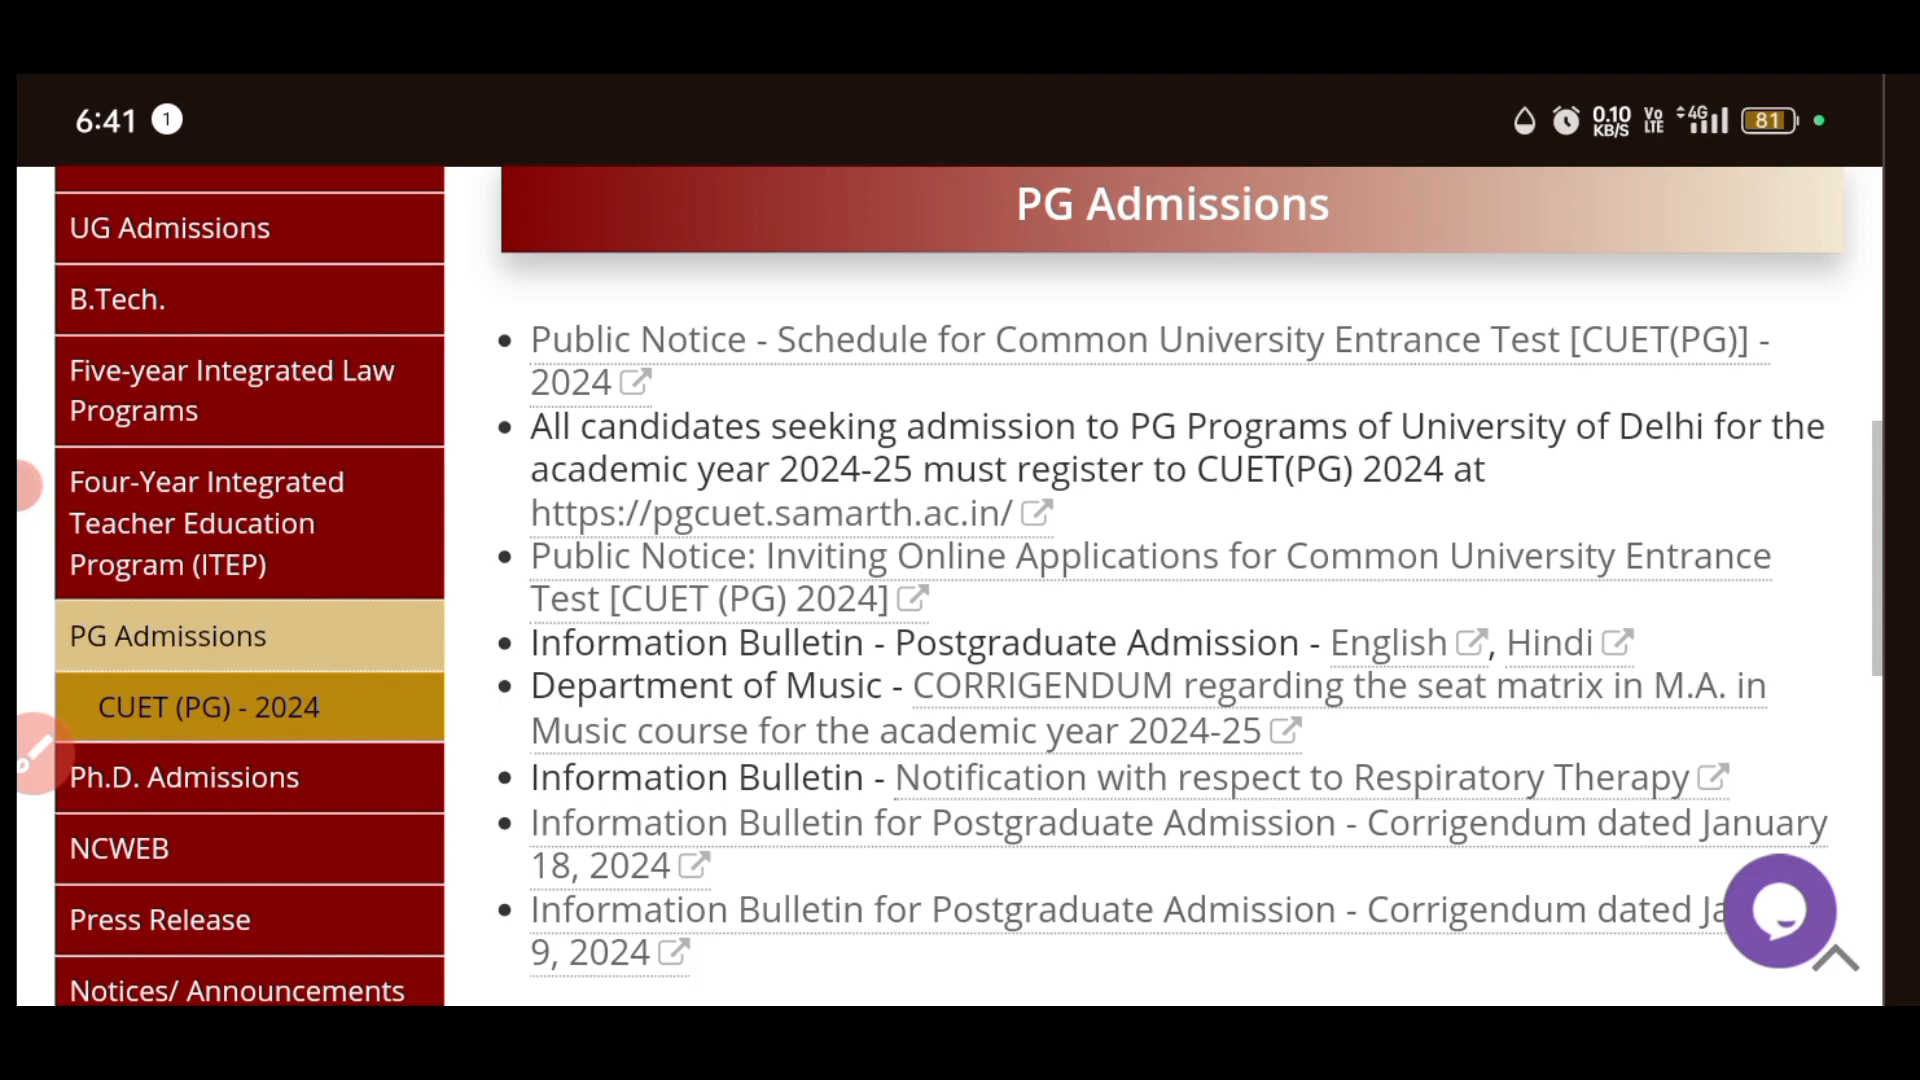 6:41 1
0.10 KB/S Vo LTE 4G 81
UG Admissions
B.Tech.
Five-year Integrated Law
Programs
Four-Year Integrated
Teacher Education
Program (ITEP)
PG Admissions
CUET (PG) - 2024
Ph.D. Admissions
NCWEB
Press Release
Notices/ Announcements
PG Admissions
Public Notice - Schedule for Common University Entrance Test [CUET(PG)] -
2024
All candidates seeking admission to PG Programs of University of Delhi for the
academic year 2024-25 must register to CUET(PG) 2024 at
https://pgcuet.samarth.ac.in/
Public Notice: Inviting Online Applications for Common University Entrance
Test [CUET (PG) 2024]
Information Bulletin - Postgraduate Admission - English, Hindi
Department of Music - CORRIGENDUM regarding the seat matrix in M.A. in
Music course for the academic year 2024-25
Information Bulletin - Notification with respect to Respiratory Therapy
Information Bulletin for Postgraduate Admission - Corrigendum dated January
18, 2024
Information Bulletin for Postgraduate Admission - Corrigendum dated
9, 2024